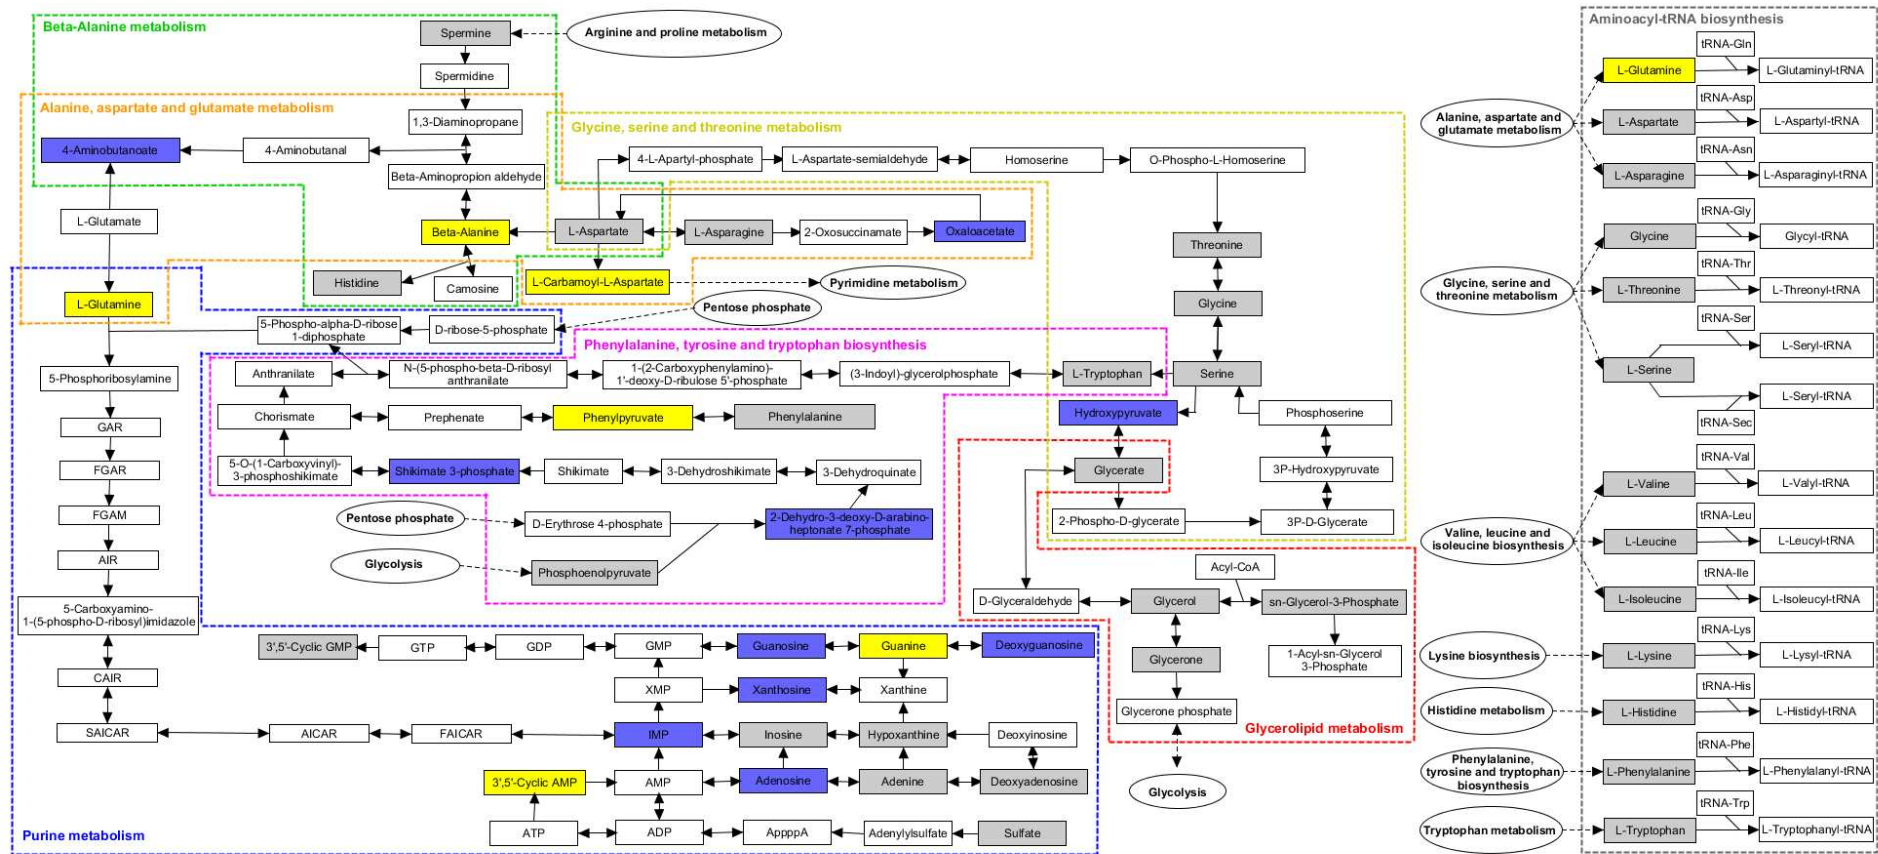 Beta-Alanine metabolism
Spermine
Arginine and proline metabolism
Spermidine
Alanine, aspartate and glutamate metabolism
1,3-Diaminopropane
4-Aminobutanoate
4-Aminobutanal
Beta-Aminopropion aldehyde
L-Glutamate
Beta-Alanine
L-Aspartate
L-Asparagine
2-Oxosuccinamate
Oxaloacetate
Histidine
Camosine
L-Carbamoyl-L-Aspartate
Pyrimidine metabolism
L-Glutamine
Glycine, serine and threonine metabolism
4-L-Apartyl-phosphate
L-Aspartate-semialdehyde
Homoserine
O-Phospho-L-Homoserine
Threonine
Glycine
Serine
Hydroxypyruvate
Phosphoserine
Glycerate
3P-Hydroxypyruvate
2-Phospho-D-glycerate
3P-D-Glycerate
Pentose phosphate
5-Phospho-alpha-D-ribose
1-diphosphate
D-ribose-5-phosphate
Phenylalanine, tyrosine and tryptophan biosynthesis
Anthranilate
N-(5-phospho-beta-D-ribosyl
anthranilate
1-(2-Carboxyphenylamino)-
1'-deoxy-D-ribulose 5'-phosphate
(3-Indoyl)-glycerolphosphate
L-Tryptophan
Chorismate
Prephenate
Phenylpyruvate
Phenylalanine
5-O-(1-Carboxyvinyl)-
3-phosphoshikimate
Shikimate 3-phosphate
Shikimate
3-Dehydroshikimate
3-Dehydroquinate
Pentose phosphate
D-Erythrose 4-phosphate
2-Dehydro-3-deoxy-D-arabino-
heptonate 7-phosphate
Glycolysis
Phosphoenolpyruvate
5-Phosphoribosylamine
GAR
FGAR
FGAM
AIR
5-Carboxyamino-
1-(5-phospho-D-ribosyl)imidazole
CAIR
SAICAR
AICAR
FAICAR
IMP
Inosine
Hypoxanthine
Deoxyinosine
3',5'-Cyclic GMP
GTP
GDP
GMP
Guanosine
Guanine
Deoxyguanosine
XMP
Xanthosine
Xanthine
3',5'-Cyclic AMP
AMP
Adenosine
Adenine
Deoxyadenosine
ATP
ADP
AppppA
Adenylylsulfate
Sulfate
Purine metabolism
Acyl-CoA
D-Glyceraldehyde
Glycerol
sn-Glycerol-3-Phosphate
Glycerone
1-Acyl-sn-Glycerol
3-Phosphate
Glycerone phosphate
Glycerolipid metabolism
Glycolysis
Aminoacyl-tRNA biosynthesis
tRNA-Gln
L-Glutamine
L-Glutaminyl-tRNA
Alanine, aspartate and
glutamate metabolism
tRNA-Asp
L-Aspartate
L-Aspartyl-tRNA
tRNA-Asn
L-Asparagine
L-Asparaginyl-tRNA
tRNA-Gly
Glycine
Glycyl-tRNA
Glycine, serine and
threonine metabolism
tRNA-Thr
L-Threonine
L-Threonyl-tRNA
tRNA-Ser
L-Seryl-tRNA
L-Serine
L-Seryl-tRNA
tRNA-Sec
tRNA-Val
L-Valine
L-Valyl-tRNA
Valine, leucine and
isoleucine biosynthesis
tRNA-Leu
L-Leucine
L-Leucyl-tRNA
tRNA-Ile
L-Isoleucine
L-Isoleucyl-tRNA
tRNA-Lys
Lysine biosynthesis
L-Lysine
L-Lysyl-tRNA
tRNA-His
Histidine metabolism
L-Histidine
L-Histidyl-tRNA
tRNA-Phe
Phenylalanine,
tyrosine and tryptophan
biosynthesis
L-Phenylalanine
L-Phenylalanyl-tRNA
tRNA-Trp
Tryptophan metabolism
L-Tryptophan
L-Tryptophanyl-tRNA